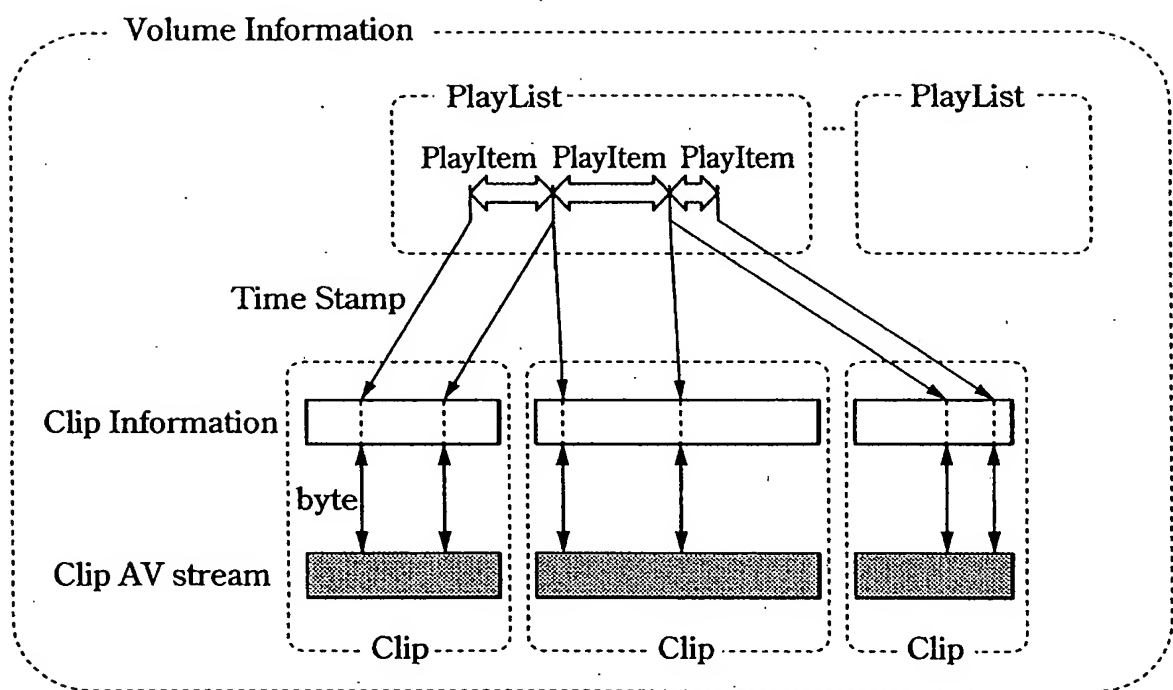 Volume Information
PlayList
PlayList
...
PlayItem PlayItem PlayItem
Time Stamp
Clip Information
byte
Clip AV stream
Clip
Clip
Clip